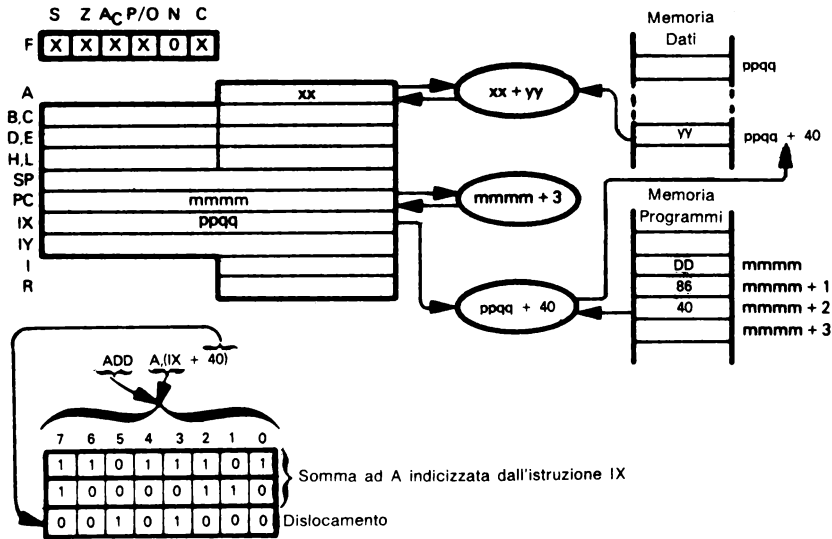 S Z AC P/O N C
F X X X X 0 X
A xx
B,C
D,E
H,L
SP
PC mmmm
IX ppqq
IY
I
R
xx + yy
mmmm + 3
ppqq + 40
Memoria
Dati
ppqq
yy ppqq + 40
Memoria
Programmi
DD mmmm
86 mmmm + 1
40 mmmm + 2
mmmm + 3
ADD A,(IX + 40)
7 6 5 4 3 2 1 0
1 1 0 1 1 1 0 1
1 0 0 0 0 1 1 0
Somma ad A indicizzata dall'istruzione IX
0 0 1 0 1 0 0 0 Dislocamento